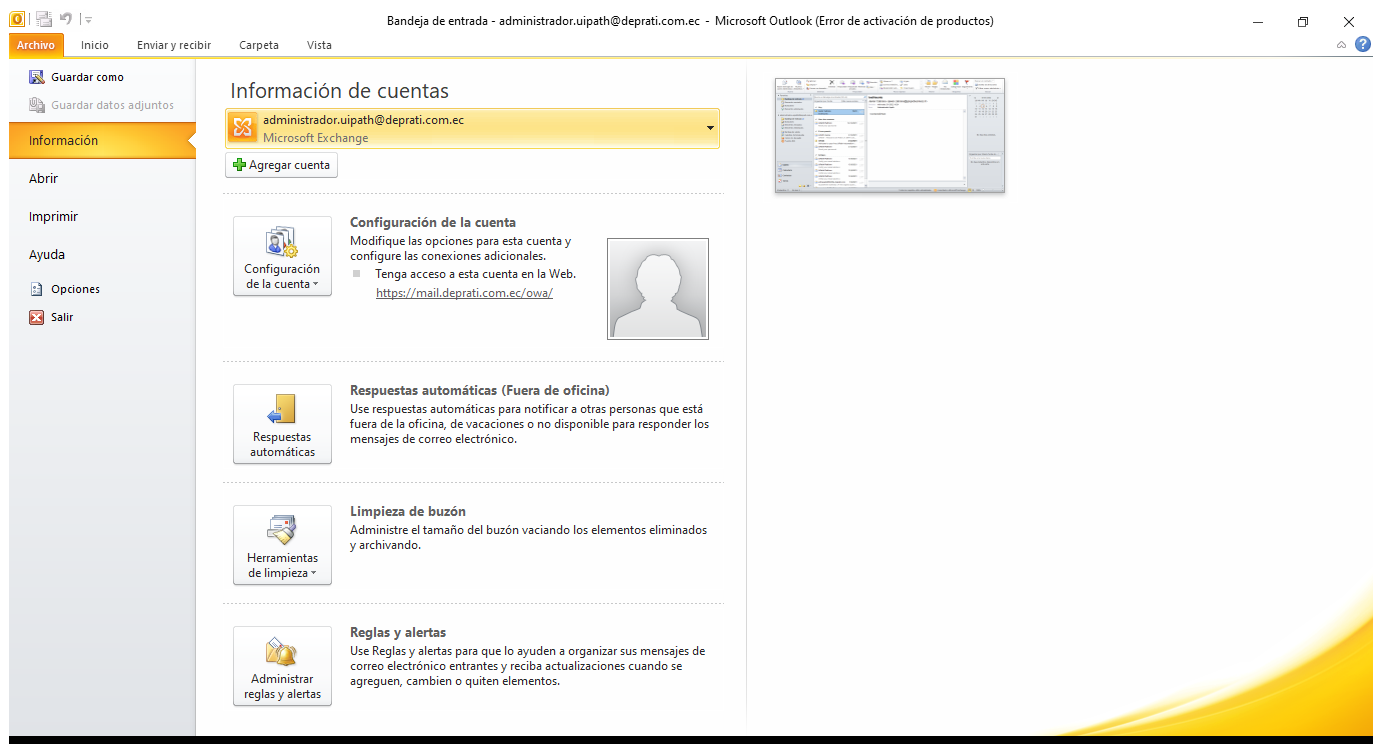 Bandeja de entrada - administrador.uipath@deprati.com.ec - Microsoft Outlook (Error de activación de productos)
Archivo Inicio Enviar y recibir Carpeta Vista
Guardar como
Guardar datos adjuntos
Información
Abrir
Imprimir
Ayuda
Opciones
Salir
Información de cuentas
administrador.uipath@deprati.com.ec
Microsoft Exchange
Agregar cuenta
Configuración
de la cuenta
Configuración de la cuenta
Modifique las opciones para esta cuenta y
configure las conexiones adicionales.
Tenga acceso a esta cuenta en la Web.
https://mail.deprati.com.ec/owa/
Respuestas
automáticas
Respuestas automáticas (Fuera de oficina)
Use respuestas automáticas para notificar a otras personas que está
fuera de la oficina, de vacaciones o no disponible para responder los
mensajes de correo electrónico.
Herramientas
de limpieza
Limpieza de buzón
Administre el tamaño del buzón vaciando los elementos eliminados
y archivando.
Administrar
reglas y alertas
Reglas y alertas
Use Reglas y alertas para que lo ayuden a organizar sus mensajes de
correo electrónico entrantes y reciba actualizaciones cuando se
agreguen, cambien o quiten elementos.